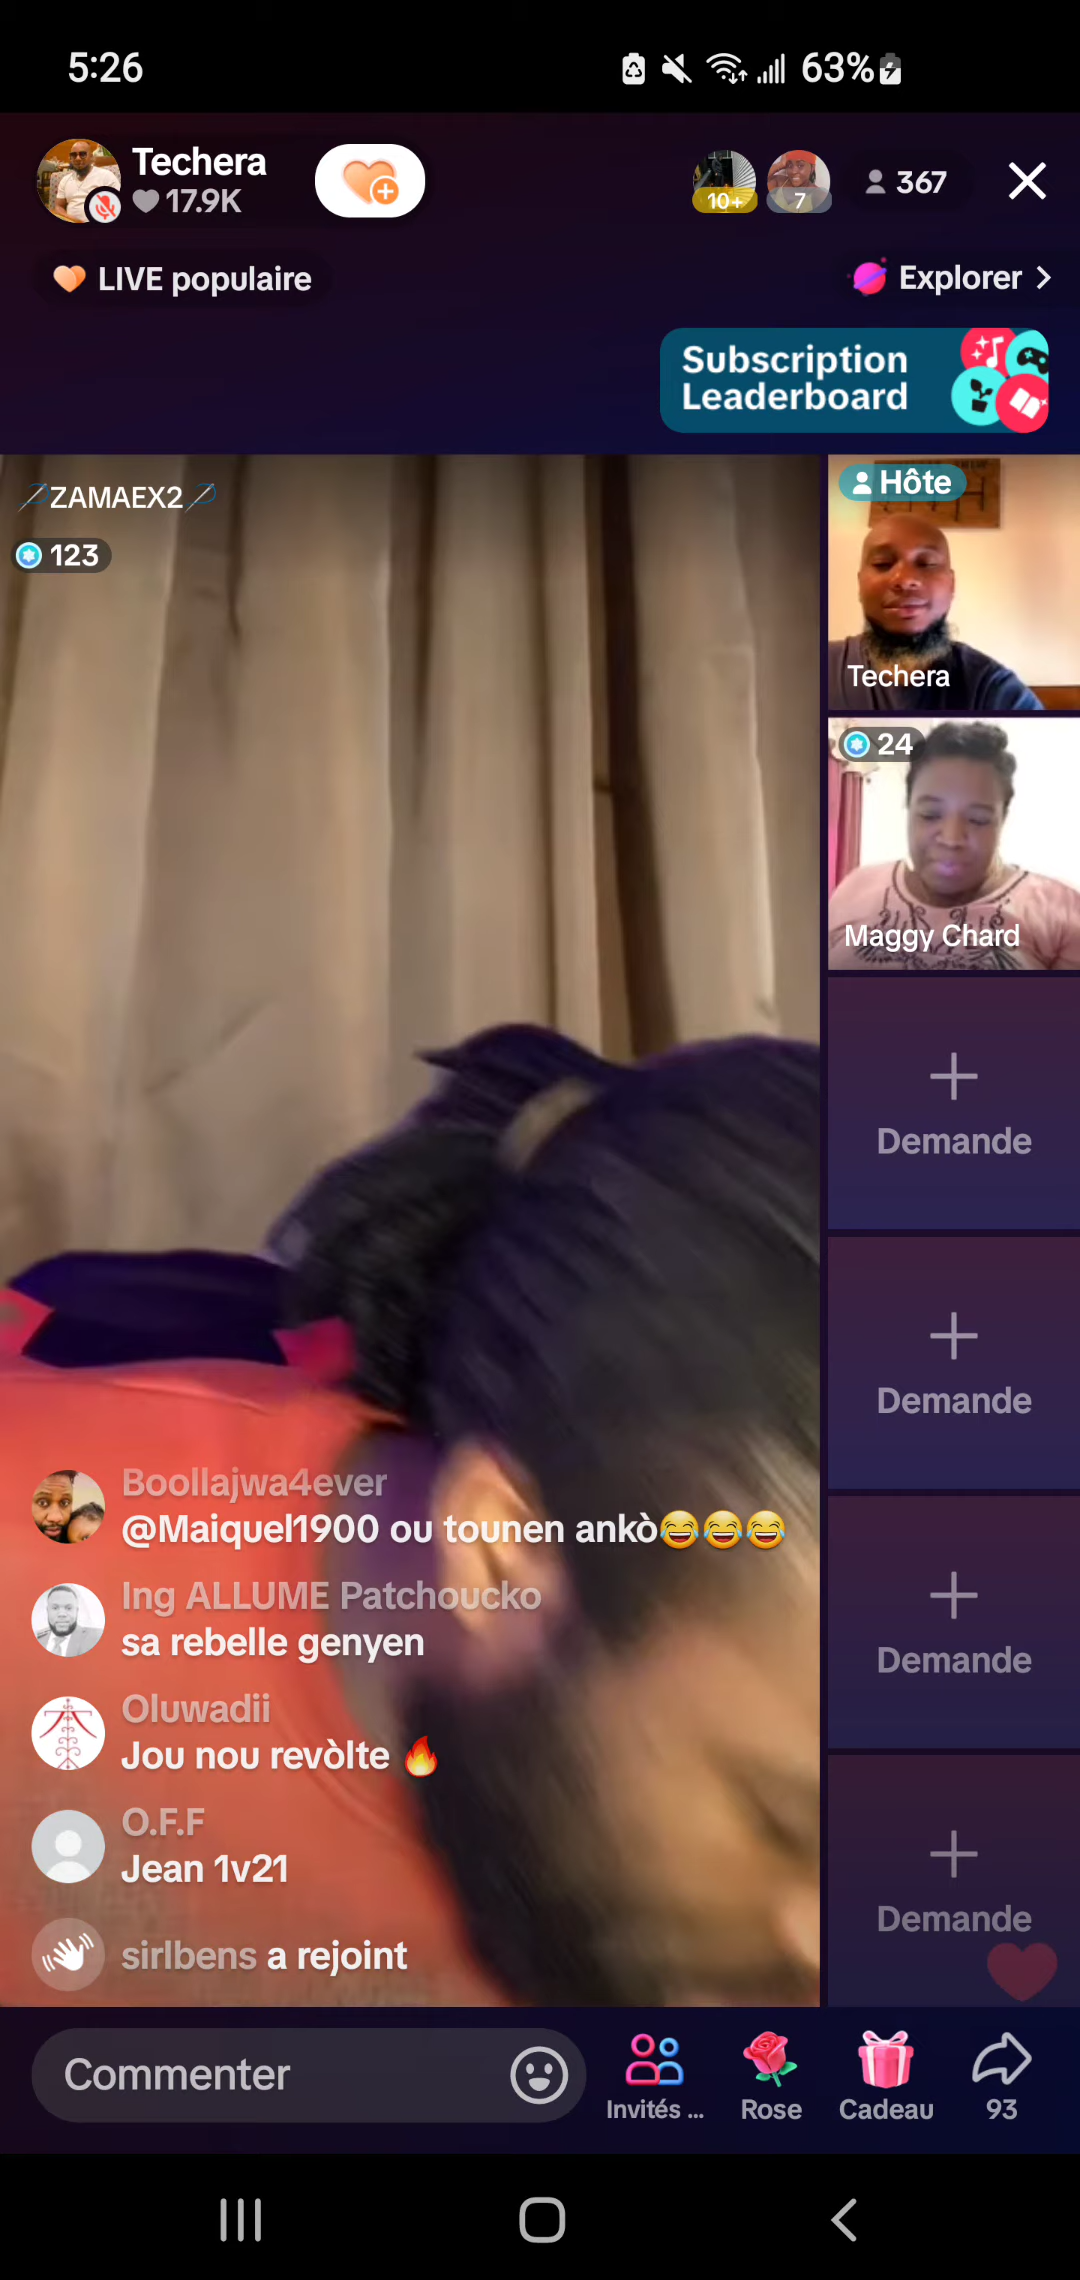 5:26
63%
Techera
17.9K
10+
7
367
LIVE populaire
Explorer
Subscription
Leaderboard
ZAMAEX2
123
Hôte
Techera
24
Maggy Chard
Demande
Demande
Demande
Demande
Boollajwa4ever
@Maiquel1900 ou tounen ankò😂😂😂
Ing ALLUME Patchoucko
sa rebelle genyen
Oluwadii
Jou nou revòlte 🔥
O.F.F
Jean 1v21
sirlbens a rejoint
Commenter
Invités ...
Rose
Cadeau
93